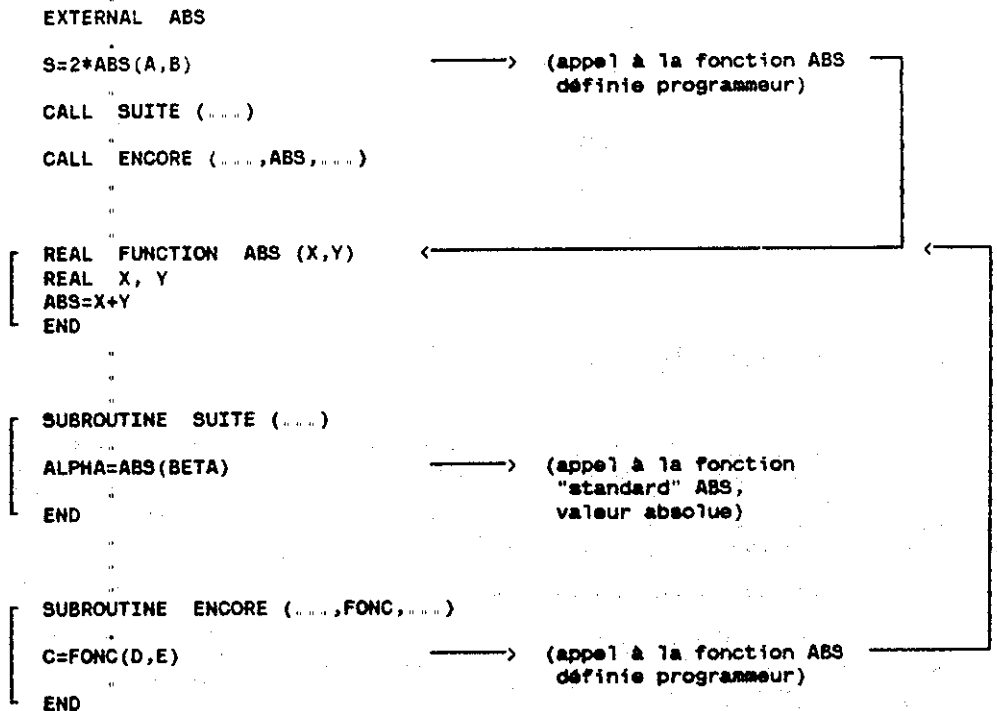 EXTERNAL ABS
S=2*ABS(A,B) ———> (appel à la fonction ABS
définie programmeur)
CALL SUITE (....)
CALL ENCORE (....,ABS,....)
REAL FUNCTION ABS (X,Y) <——— <———
REAL X, Y
ABS=X+Y
END
SUBROUTINE SUITE (....)
ALPHA=ABS(BETA) ———> (appel à la fonction
"standard" ABS,
valeur absolue)
END
SUBROUTINE ENCORE (....,FONC,....)
C=FONC(D,E) ———> (appel à la fonction ABS
définie programmeur)
END